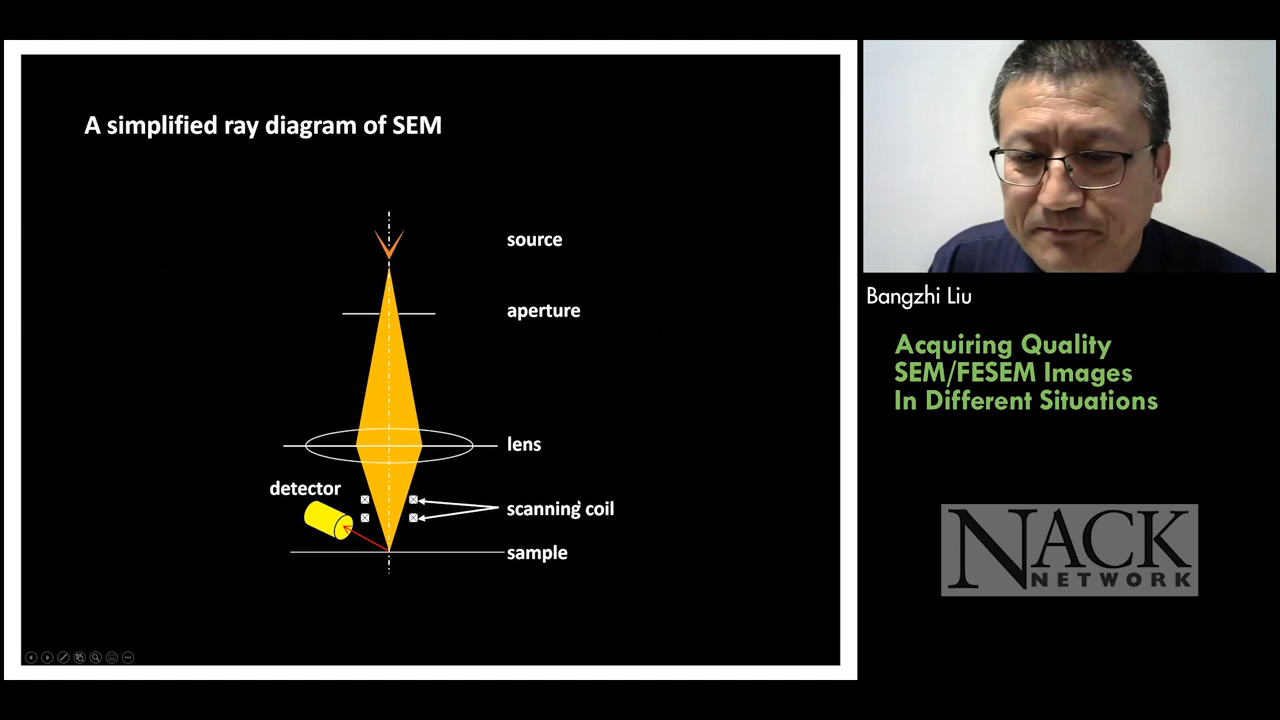 A simplified ray diagram of SEM
source
aperture
lens
detector
scanning coil
sample
Bangzhi Liu
Acquiring Quality
SEM/FESEM Images
In Different Situations
NACK
NETWORK